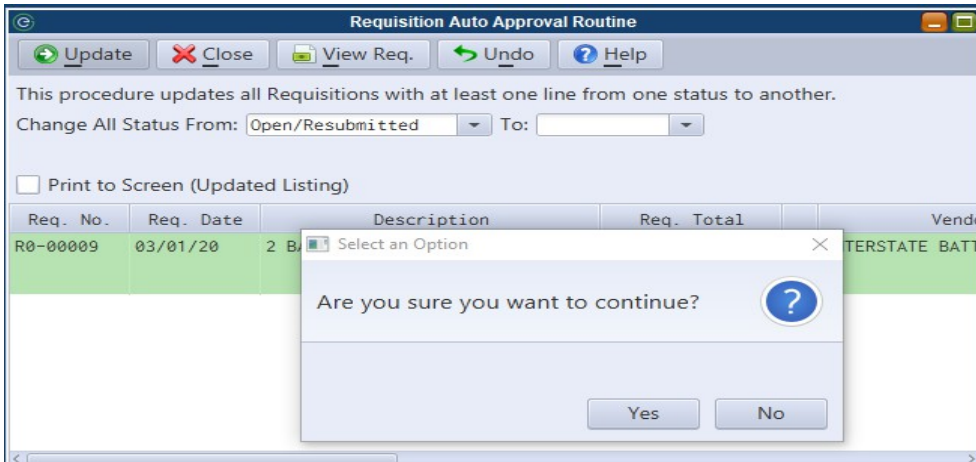 Requisition Auto Approval Routine
Update Close View Req. Undo Help
This procedure updates all Requisitions with at least one line from one status to another.
Change All Status From: Open/Resubmitted To:
Print to Screen (Updated Listing)
Req. No. Req. Date Description Req. Total
R0-00009 03/01/20 2
Select an Option
Are you sure you want to continue?
Yes No